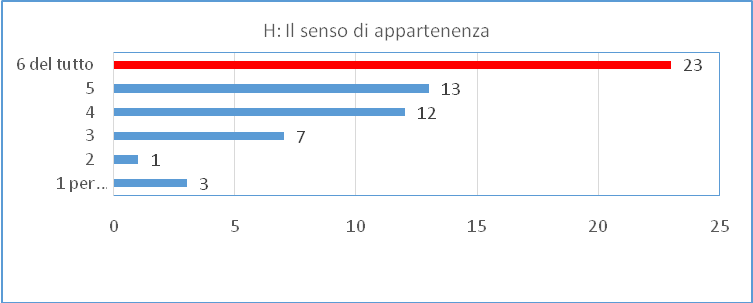 H: Il senso di appartenenza
6 del tutto 23
5 13
4 12
3 7
2 1
1 per... 3
0 5 10 15 20 25